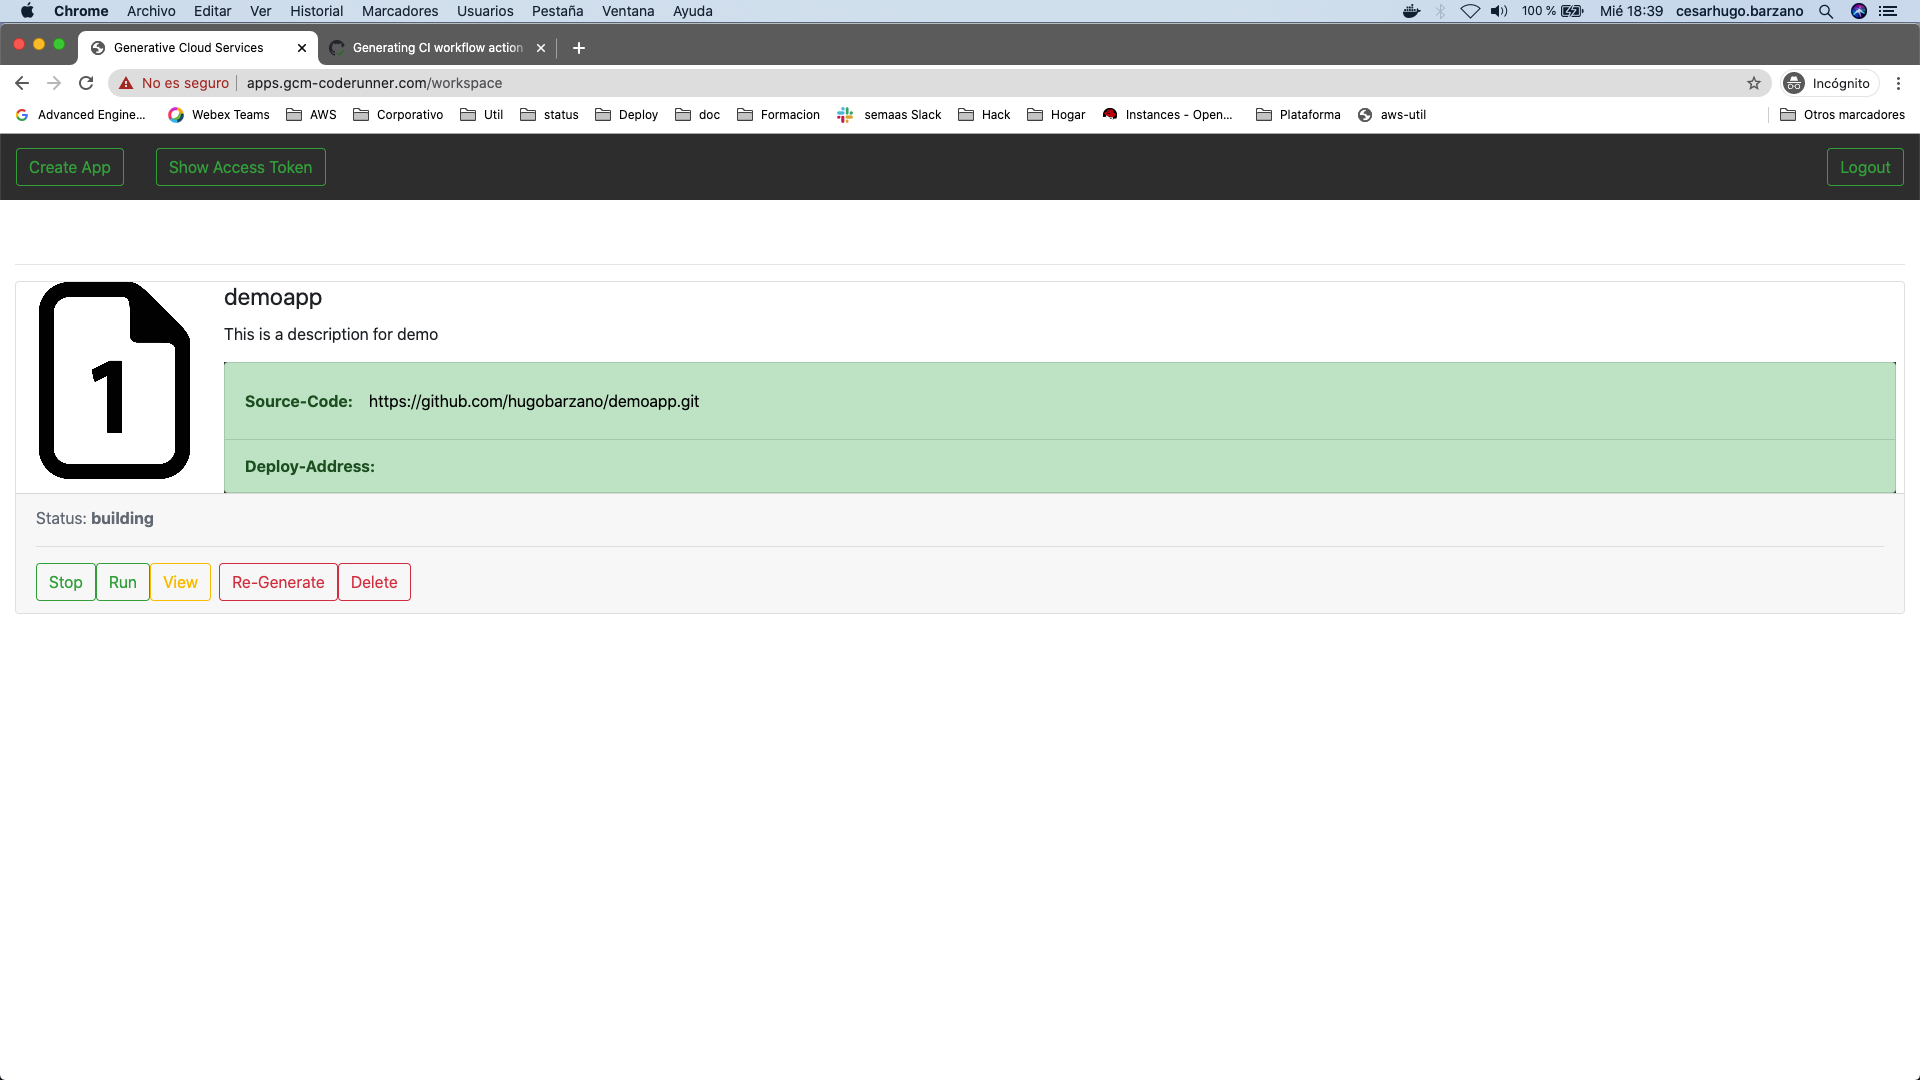 Chrome Archivo Editar Ver Historial Marcadores Usuarios Pestaña Ventana Ayuda 100 % Mié 18:39 cesarhugo.barzano
Generative Cloud Services Generating CI workflow action
No es seguro apps.gcm-coderunner.com/workspace Incógnito
Advanced Engine... Webex Teams AWS Corporativo Util status Deploy doc Formacion semaas Slack Hack Hogar Instances - Open... Plataforma aws-util Otros marcadores
Create App Show Access Token Logout
1
demoapp
This is a description for demo
Source-Code: https://github.com/hugobarzano/demoapp.git
Deploy-Address:
Status: building
Stop Run View Re-Generate Delete